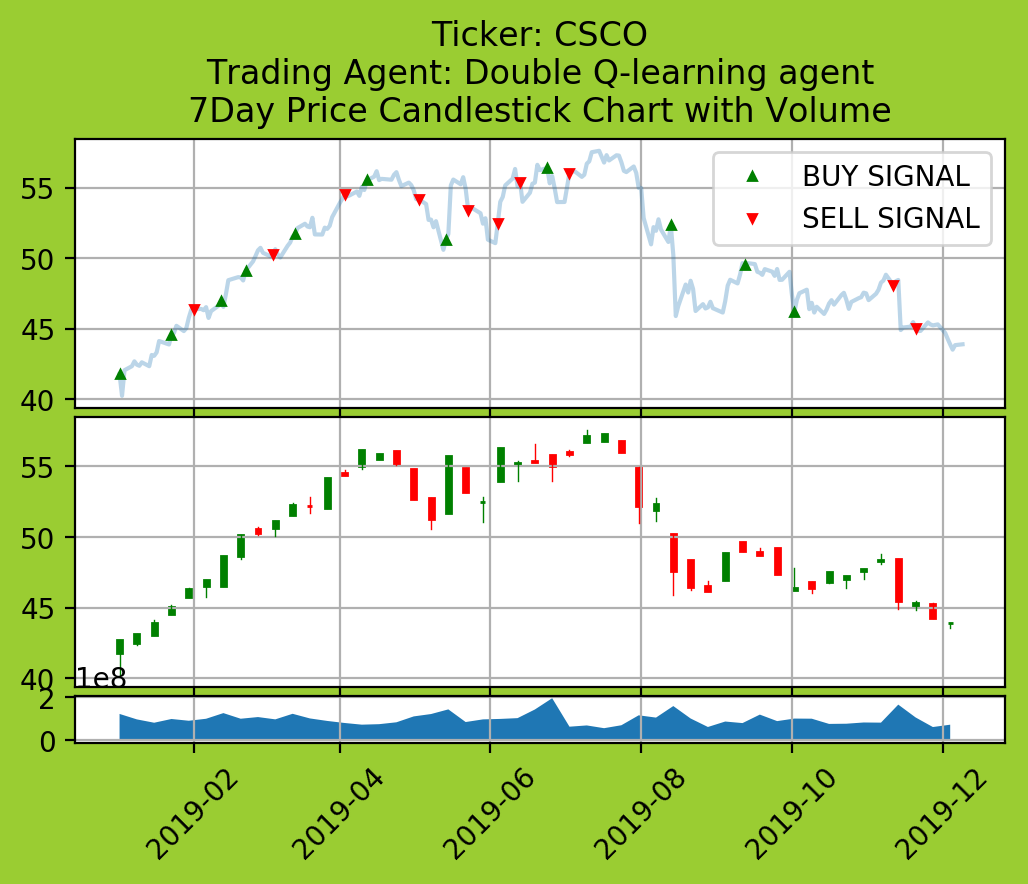 Ticker: CSCO
Trading Agent: Double Q-learning agent
7Day Price Candlestick Chart with Volume
BUY SIGNAL
SELL SIGNAL
55
50
45
40
55
50
45
40
1e8
2
0
2019-02
2019-04
2019-06
2019-08
2019-10
2019-12